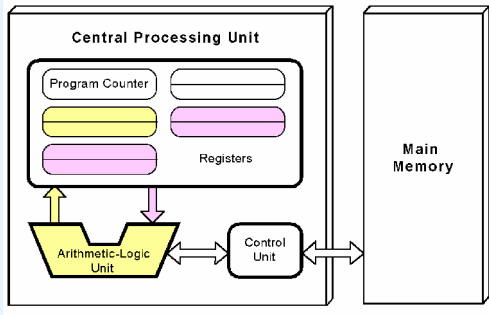 Central Processing Unit
Program Counter
Registers
Main
Memory
Arithmetic-Logic
Unit
Control
Unit